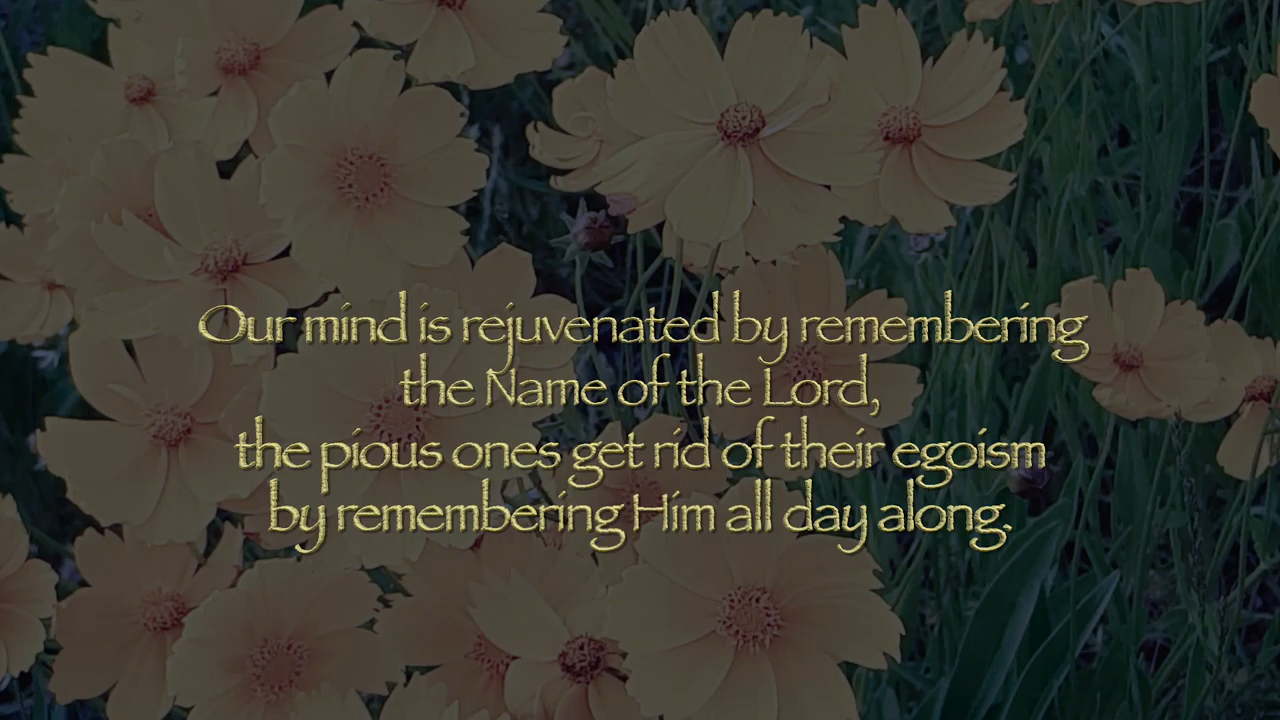 Our mind is rejuvenated by remembering
the Name of the Lord,
the pious ones get rid of their egoism
by remembering Him all day along.